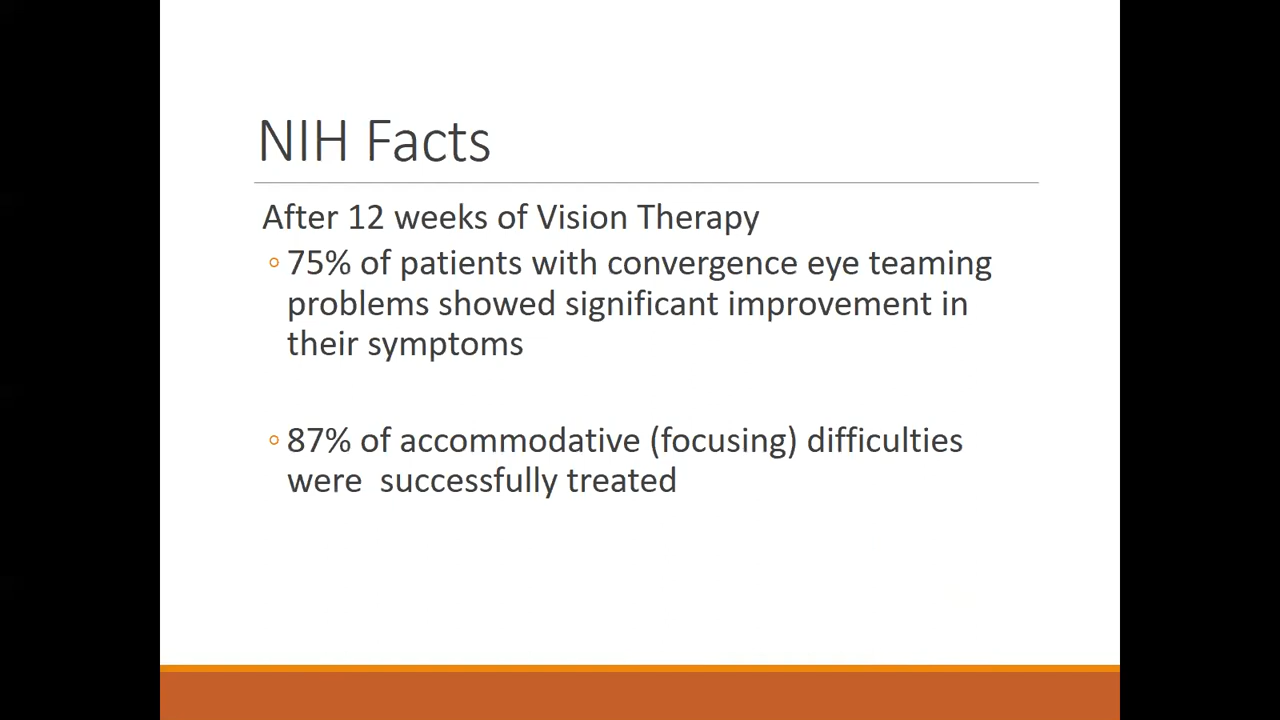 NIH Facts
After 12 weeks of Vision Therapy
◦ 75% of patients with convergence eye teaming
problems showed significant improvement in
their symptoms
◦ 87% of accommodative (focusing) difficulties
were  successfully treated